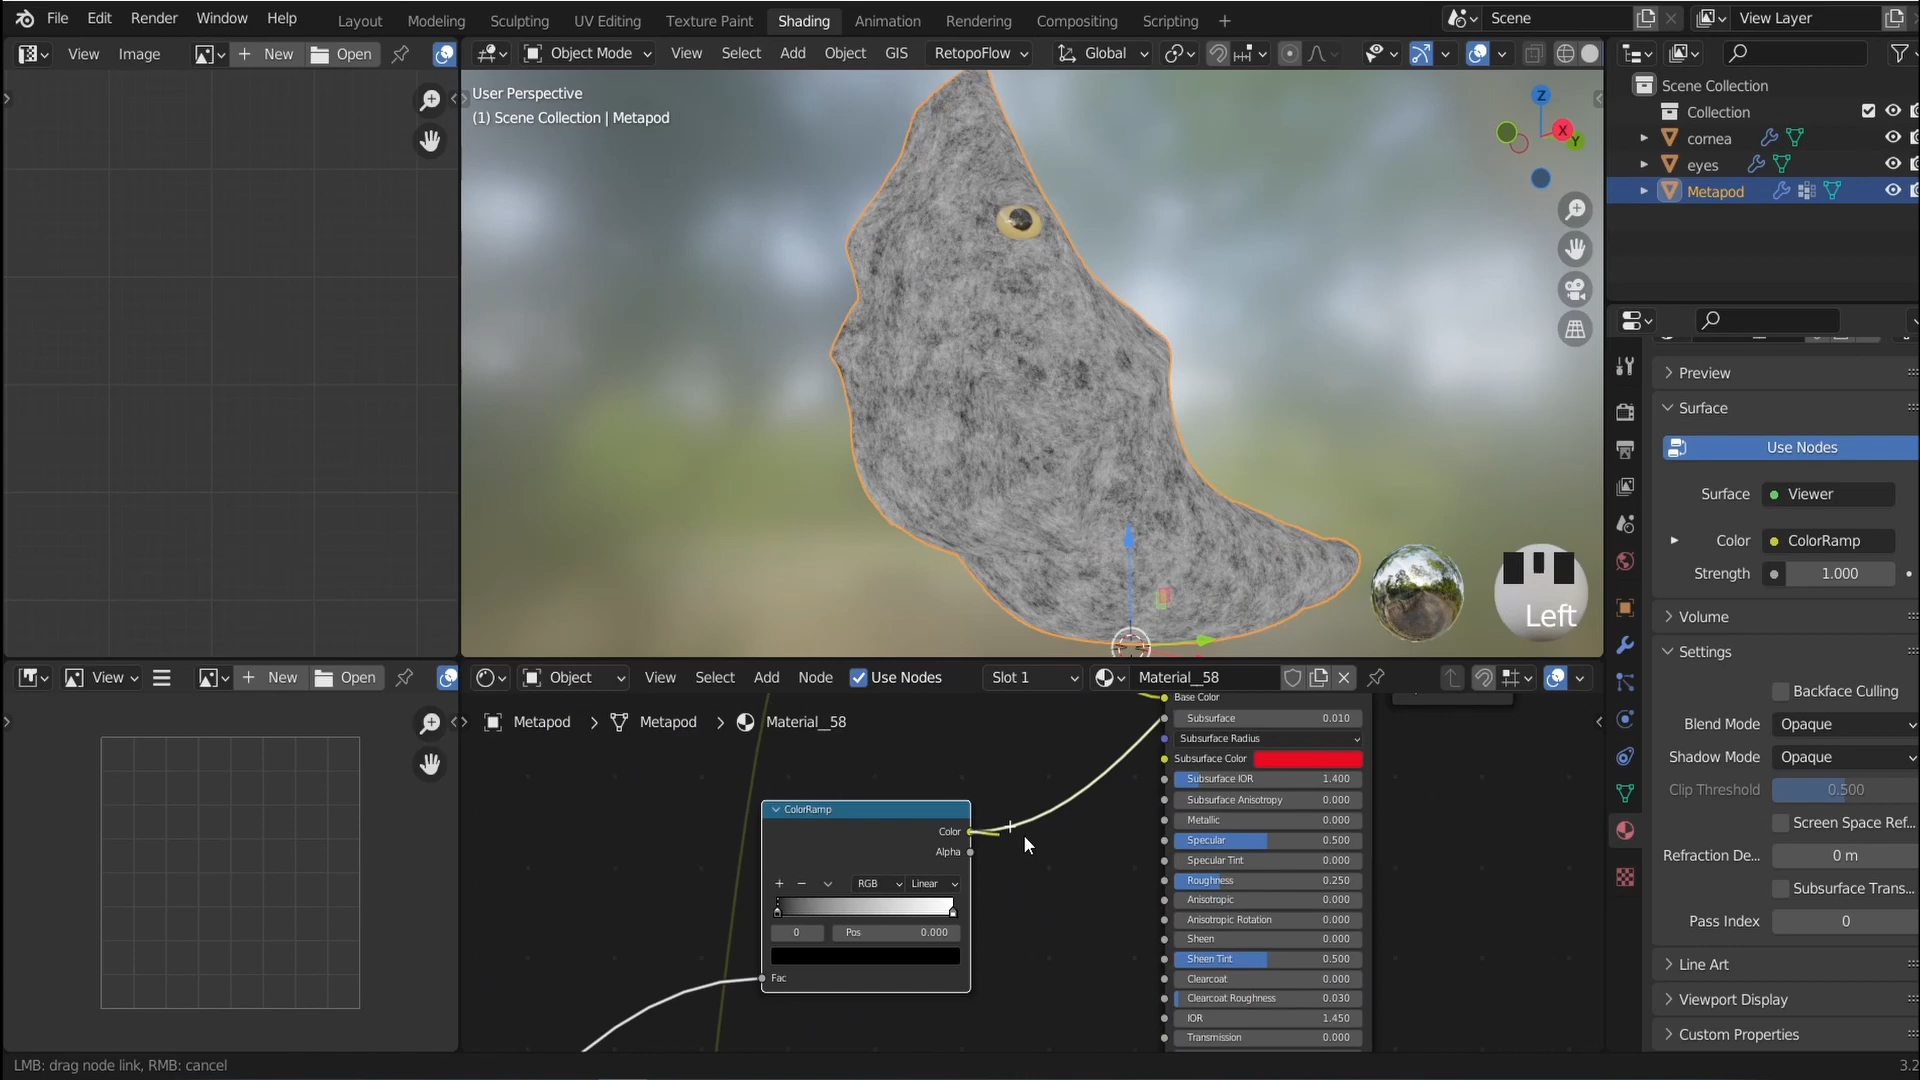 File Edit Render Window Help
Layout Modeling Sculpting UV Editing Texture Paint Shading Animation Rendering Compositing Scripting +
Scene
View Layer
View Image + New Open
Object Mode View Select Add Object GIS RetopoFlow Global
User Perspective
(1) Scene Collection | Metapod
Z
X
Y
Left
Scene Collection
Collection
cornea
eyes
Metapod
Preview
Surface
Use Nodes
Surface Viewer
Color ColorRamp
Strength 1.000
Volume
Settings
Backface Culling
Blend Mode Opaque
Shadow Mode Opaque
Clip Threshold 0.500
Screen Space Ref...
Refraction De... 0 m
Subsurface Trans...
Pass Index 0
Line Art
Viewport Display
Custom Properties
View + New Open
Object View Select Add Node Use Nodes Slot 1 Material__58
Metapod > Metapod > Material__58
ColorRamp
Color
Alpha
+ − RGB Linear
0 Pos 0.000
Fac
Base Color
Subsurface 0.010
Subsurface Radius
Subsurface Color
Subsurface IOR 1.400
Subsurface Anisotropy 0.000
Metallic 0.000
Specular 0.500
Specular Tint 0.000
Roughness 0.250
Anisotropic 0.000
Anisotropic Rotation 0.000
Sheen 0.000
Sheen Tint 0.500
Clearcoat 0.000
Clearcoat Roughness 0.030
IOR 1.450
Transmission 0.000
LMB: drag node link, RMB: cancel
3.2